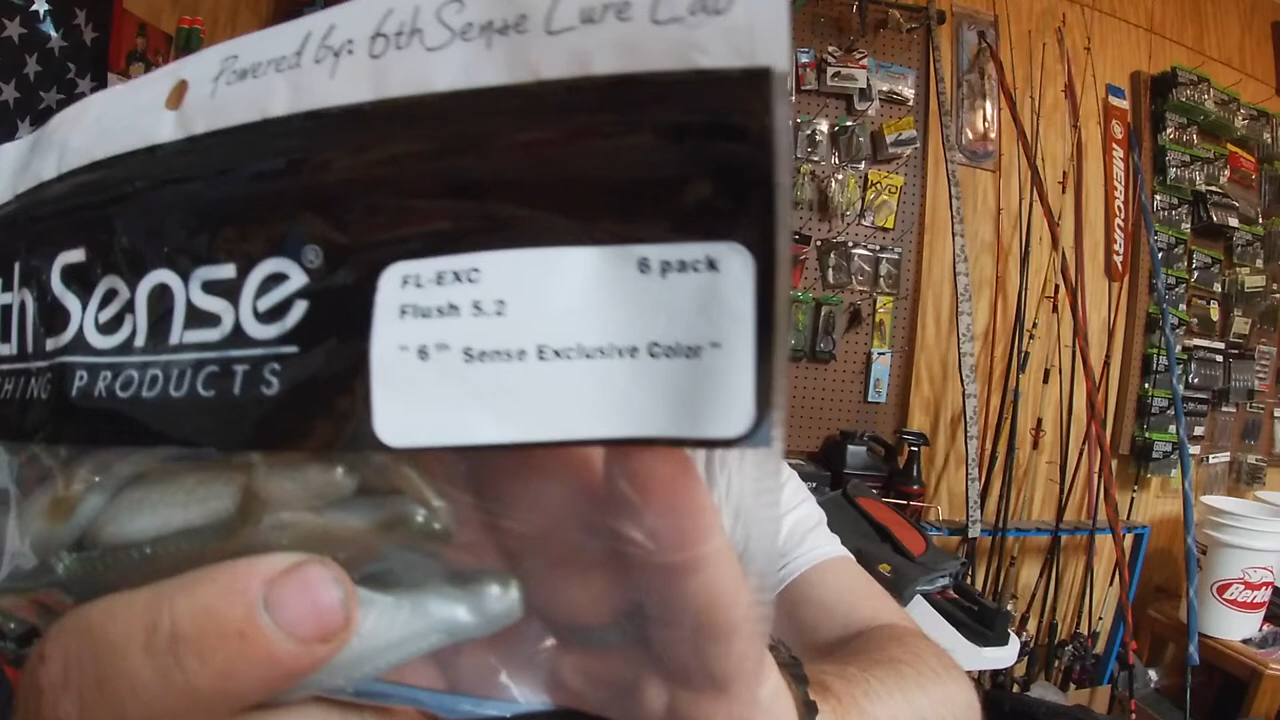 Powered by: 6th Sense Lure Lab
th Sense®
HING PRODUCTS
FL-EXC 6 pack
Flush 5.2
"6th Sense Exclusive Color"
KVD
MERCURY
Berkl